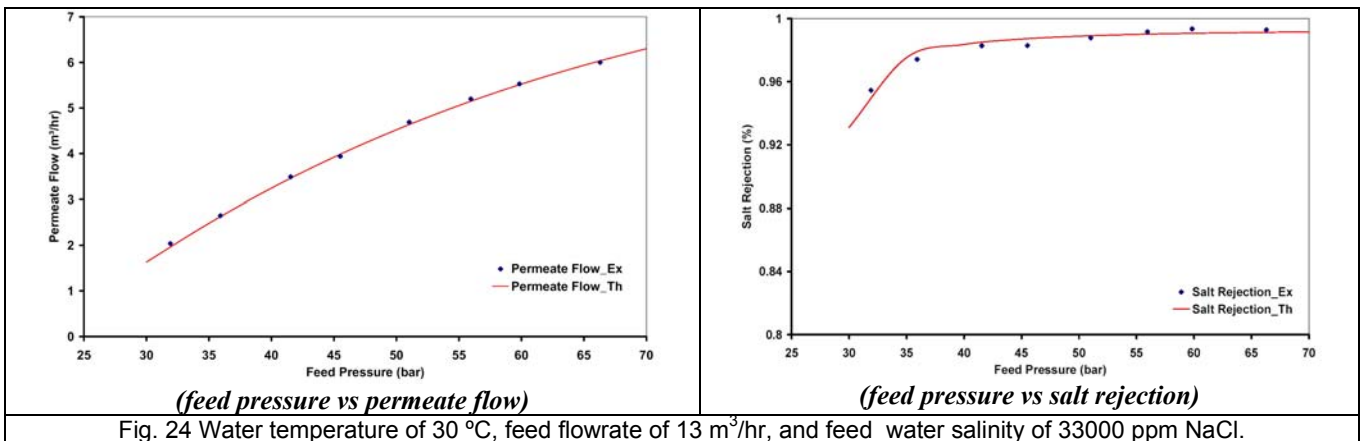 7
6
5
4
3
2
1
0
Permeate Flow (m³/hr)
Permeate Flow_Ex
Permeate Flow_Th
25 30 35 40 45 50 55 60 65 70
Feed Pressure (bar)
(feed pressure vs permeate flow)
1
0.96
0.92
0.88
0.84
0.8
Salt Rejection (%)
Salt Rejection_Ex
Salt Rejection_Th
25 30 35 40 45 50 55 60 65 70
Feed Pressure (bar)
(feed pressure vs salt rejection)
Fig. 24 Water temperature of 30 ºC, feed flowrate of 13 m³/hr, and feed water salinity of 33000 ppm NaCl.